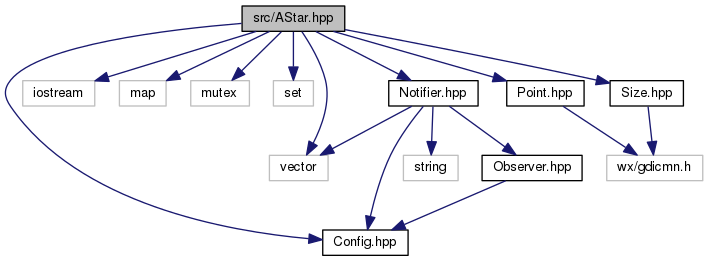 src/AStar.hpp
iostream
map
mutex
set
Notifier.hpp
Point.hpp
Size.hpp
vector
string
Observer.hpp
wx/gdicmn.h
Config.hpp